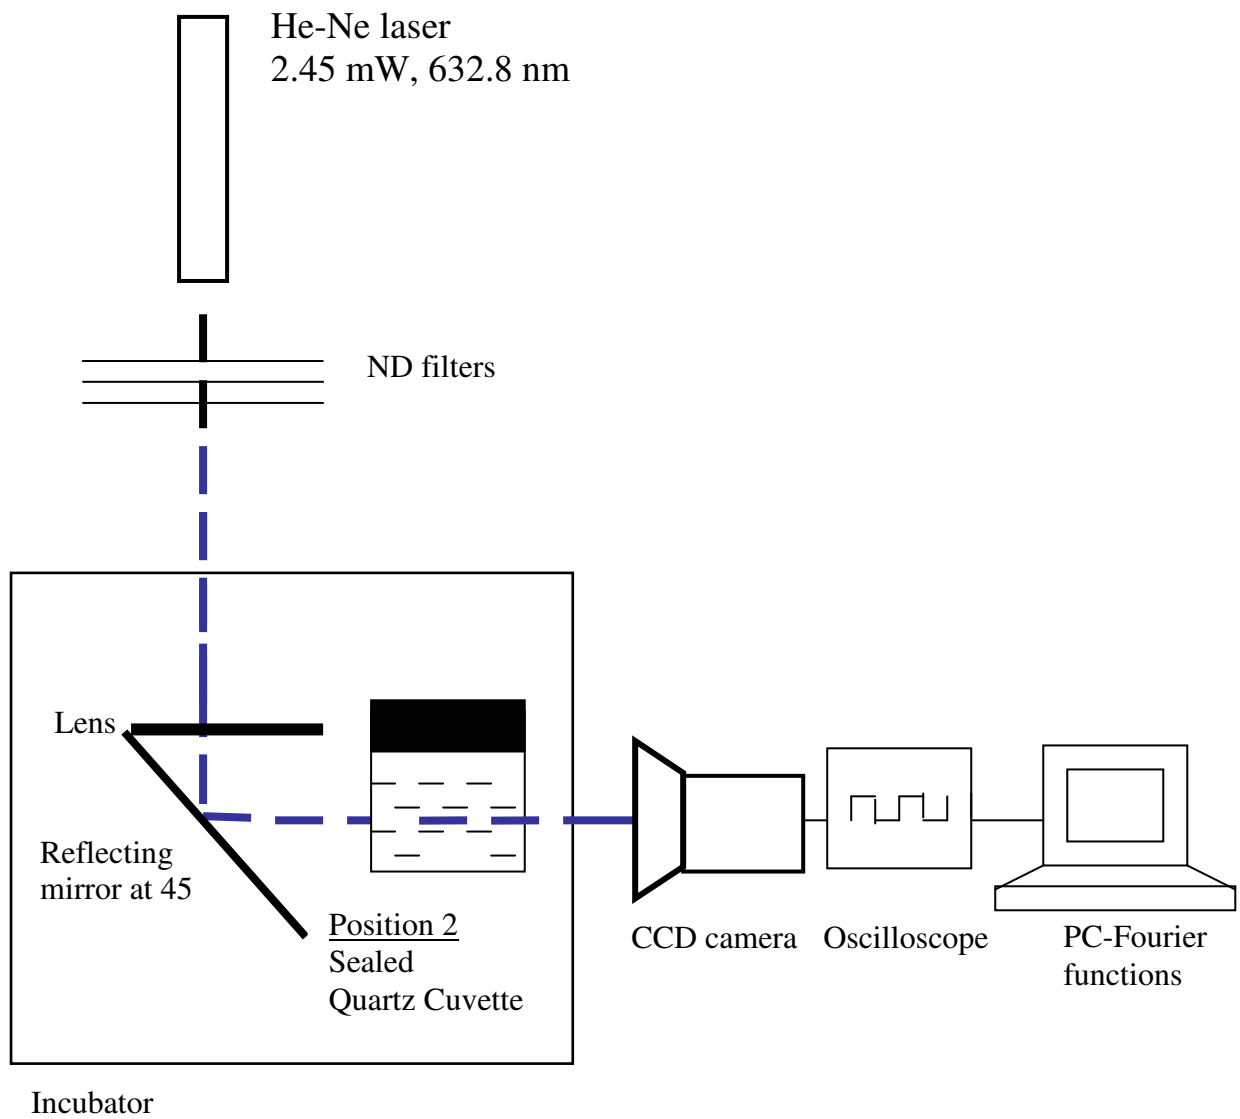 He-Ne laser
2.45 mW, 632.8 nm
ND filters
Lens
Reflecting
mirror at 45
Position 2
Sealed
Quartz Cuvette
CCD camera
Oscilloscope
PC-Fourier
functions
Incubator